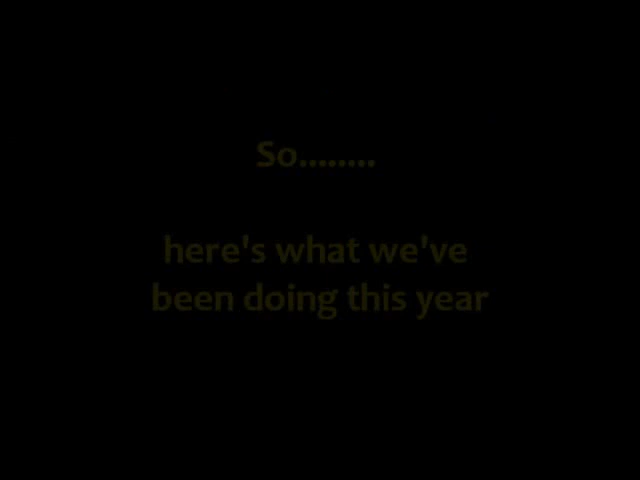 So........
here's what we've
been doing this year